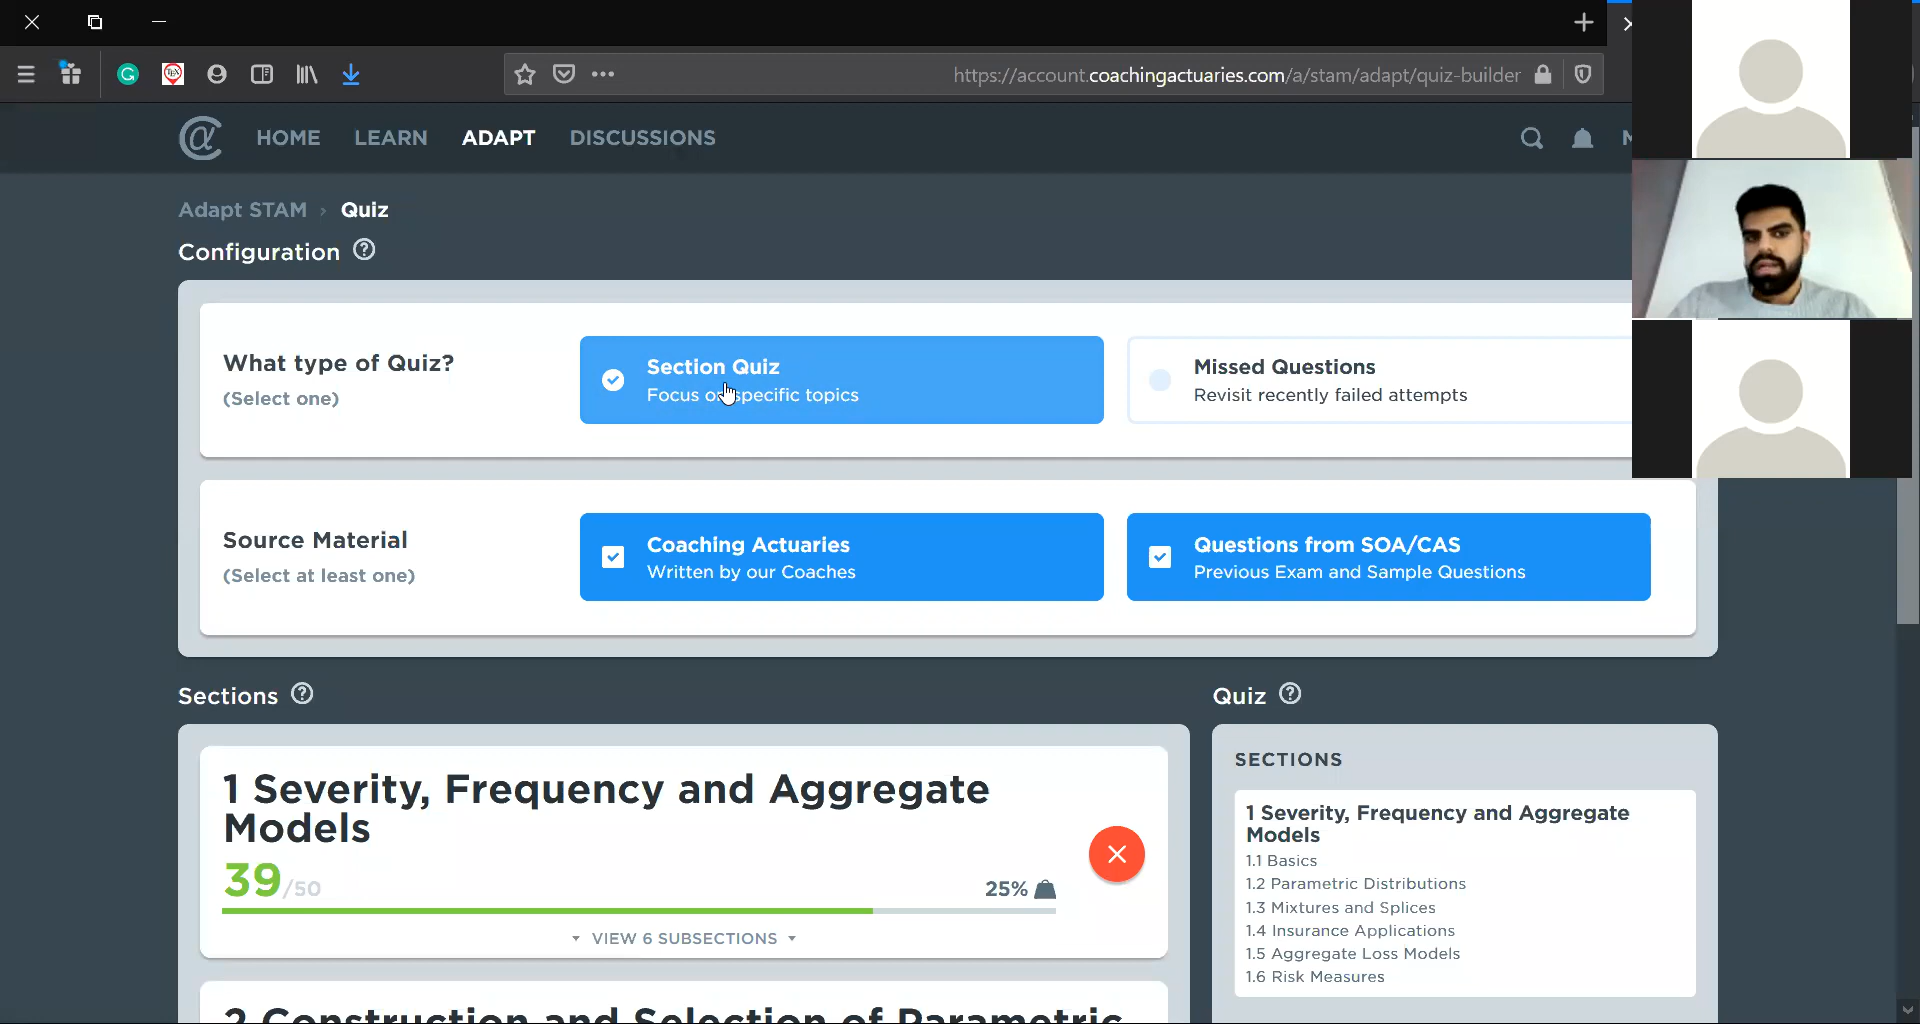 https://account.coachingactuaries.com/a/stam/adapt/quiz-builder
HOME LEARN ADAPT DISCUSSIONS
Adapt STAM › Quiz
Configuration
What type of Quiz?
(Select one)
Section Quiz
Focus on specific topics
Missed Questions
Revisit recently failed attempts
Source Material
(Select at least one)
Coaching Actuaries
Written by our Coaches
Questions from SOA/CAS
Previous Exam and Sample Questions
Sections
1 Severity, Frequency and Aggregate
Models
39/50
25%
VIEW 6 SUBSECTIONS
2 Construction and Selection of Parametric
Quiz
SECTIONS
1 Severity, Frequency and Aggregate
Models
1.1 Basics
1.2 Parametric Distributions
1.3 Mixtures and Splices
1.4 Insurance Applications
1.5 Aggregate Loss Models
1.6 Risk Measures